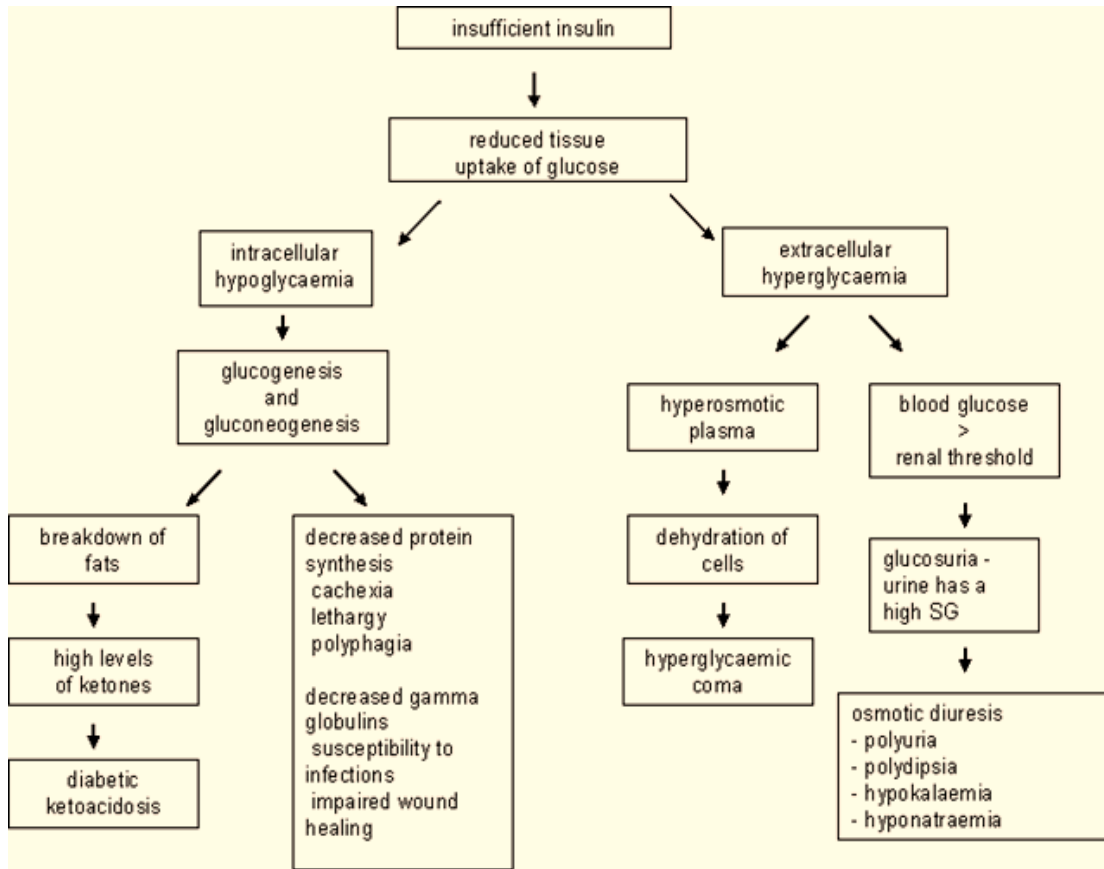 insufficient insulin
reduced tissue
uptake of glucose
intracellular
hypoglycaemia
extracellular
hyperglycaemia
glucogenesis
and
gluconeogenesis
hyperosmotic
plasma
blood glucose
>
renal threshold
breakdown of
fats
decreased protein
synthesis
cachexia
lethargy
polyphagia
decreased gamma
globulins
susceptibility to
infections
impaired wound
healing
dehydration of
cells
glucosuria -
urine has a
high SG
high levels
of ketones
hyperglycaemic
coma
osmotic diuresis
- polyuria
- polydipsia
- hypokalaemia
- hyponatraemia
diabetic
ketoacidosis